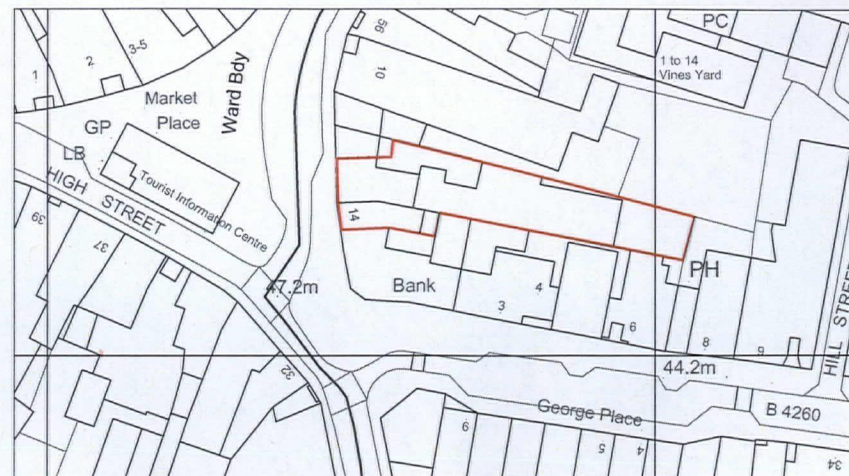 PC
1 to 14
Vines Yard
56
10
3-5
2
1
Ward Bdy
Market
Place
GP
LB
HIGH STREET
Tourist Information Centre
14
39
37
47.2m
Bank
3
4
6
PH
8
9
HILL STREET
44.2m
32
George Place
B 4260
6
5
4
34